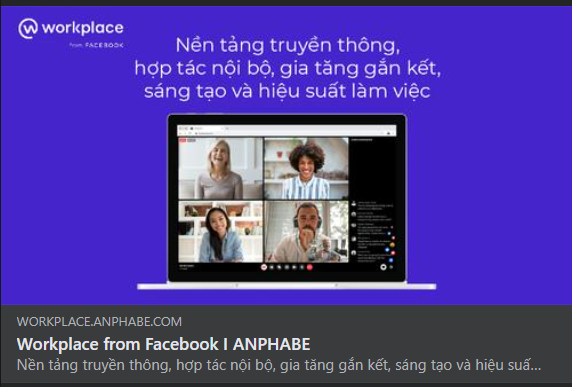 workplace
from FACEBOOK
Nền tảng truyền thông,
hợp tác nội bộ, gia tăng gắn kết,
sáng tạo và hiệu suất làm việc
WORKPLACE.ANPHABE.COM
Workplace from Facebook I ANPHABE
Nền tảng truyền thông, hợp tác nội bộ, gia tăng gắn kết, sáng tạo và hiệu suấ...